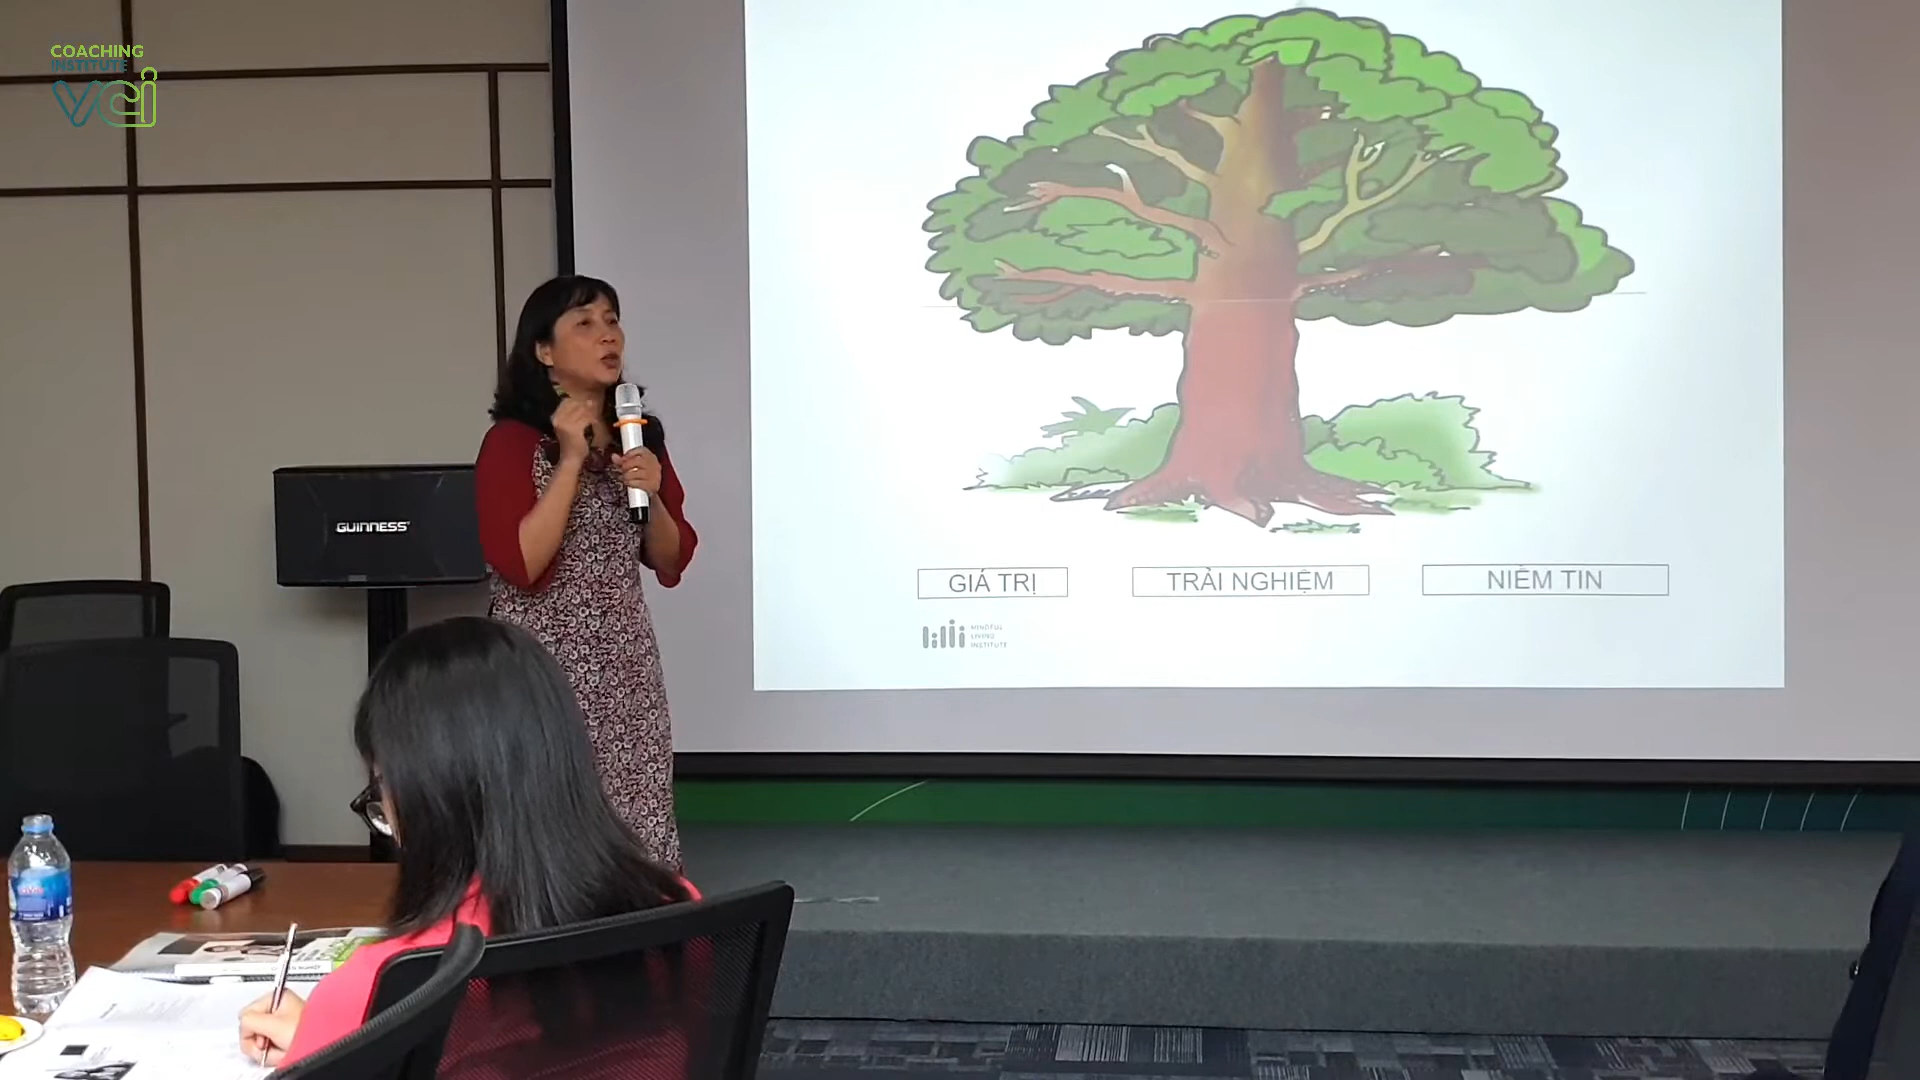 COACHING
INSTITUTE
vci
GUINNESS
GIÁ TRỊ
TRẢI NGHIỆM
NIỀM TIN
MINDFUL
LIVING
INSTITUTE